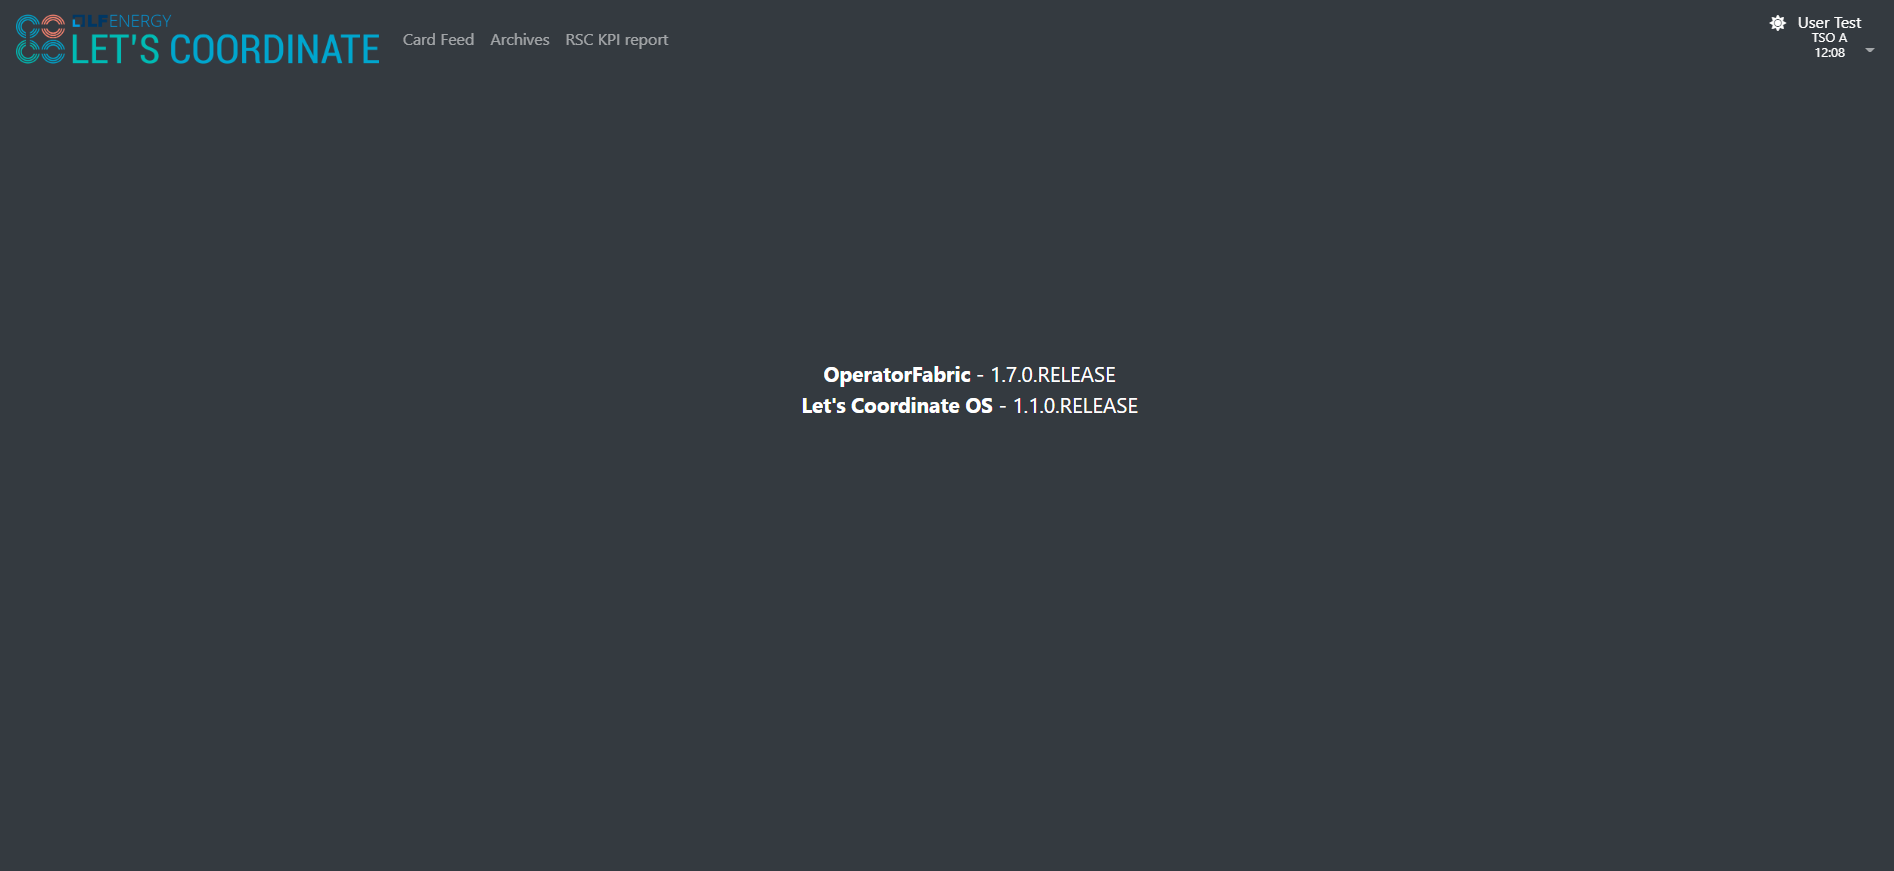 LFENERGY
LET'S COORDINATE
Card Feed Archives RSC KPI report
User Test
TSO A
12:08
OperatorFabric - 1.7.0.RELEASE
Let's Coordinate OS - 1.1.0.RELEASE